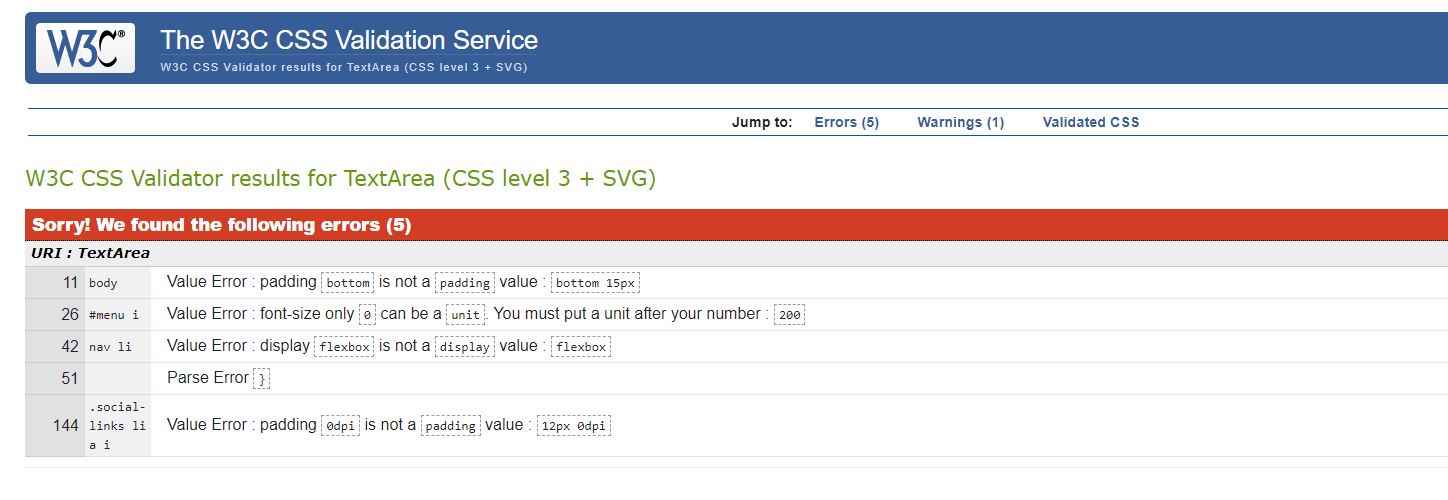 W3C®
The W3C CSS Validation Service
W3C CSS Validator results for TextArea (CSS level 3 + SVG)
Jump to: Errors (5) Warnings (1) Validated CSS
W3C CSS Validator results for TextArea (CSS level 3 + SVG)
Sorry! We found the following errors (5)
URI : TextArea
11 body Value Error : padding bottom is not a padding value : bottom 15px
26 #menu i Value Error : font-size only 0 can be a unit. You must put a unit after your number : 200
42 nav li Value Error : display flexbox is not a display value : flexbox
51 Parse Error }
144 .social-
links li
a i
Value Error : padding 0dpi is not a padding value : 12px 0dpi